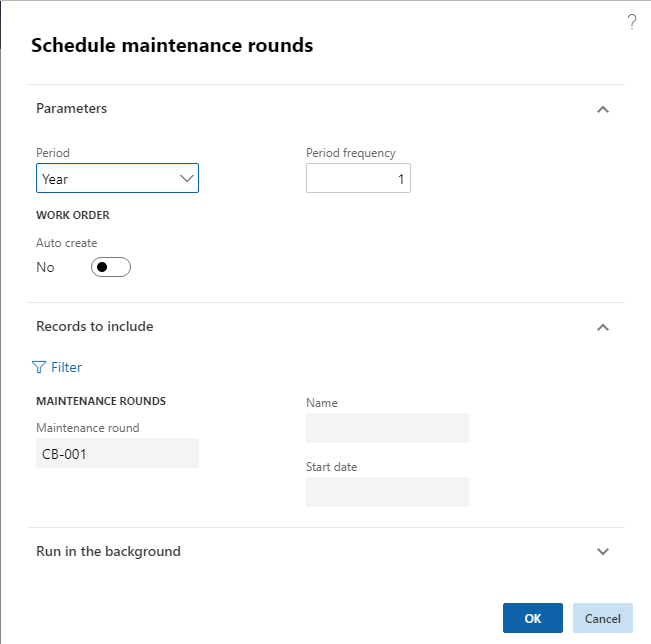 ?
Schedule maintenance rounds
Parameters
Period
Period frequency
Year
1
WORK ORDER
Auto create
No
Records to include
Filter
MAINTENANCE ROUNDS
Name
Maintenance round
CB-001
Start date
Run in the background
OK
Cancel